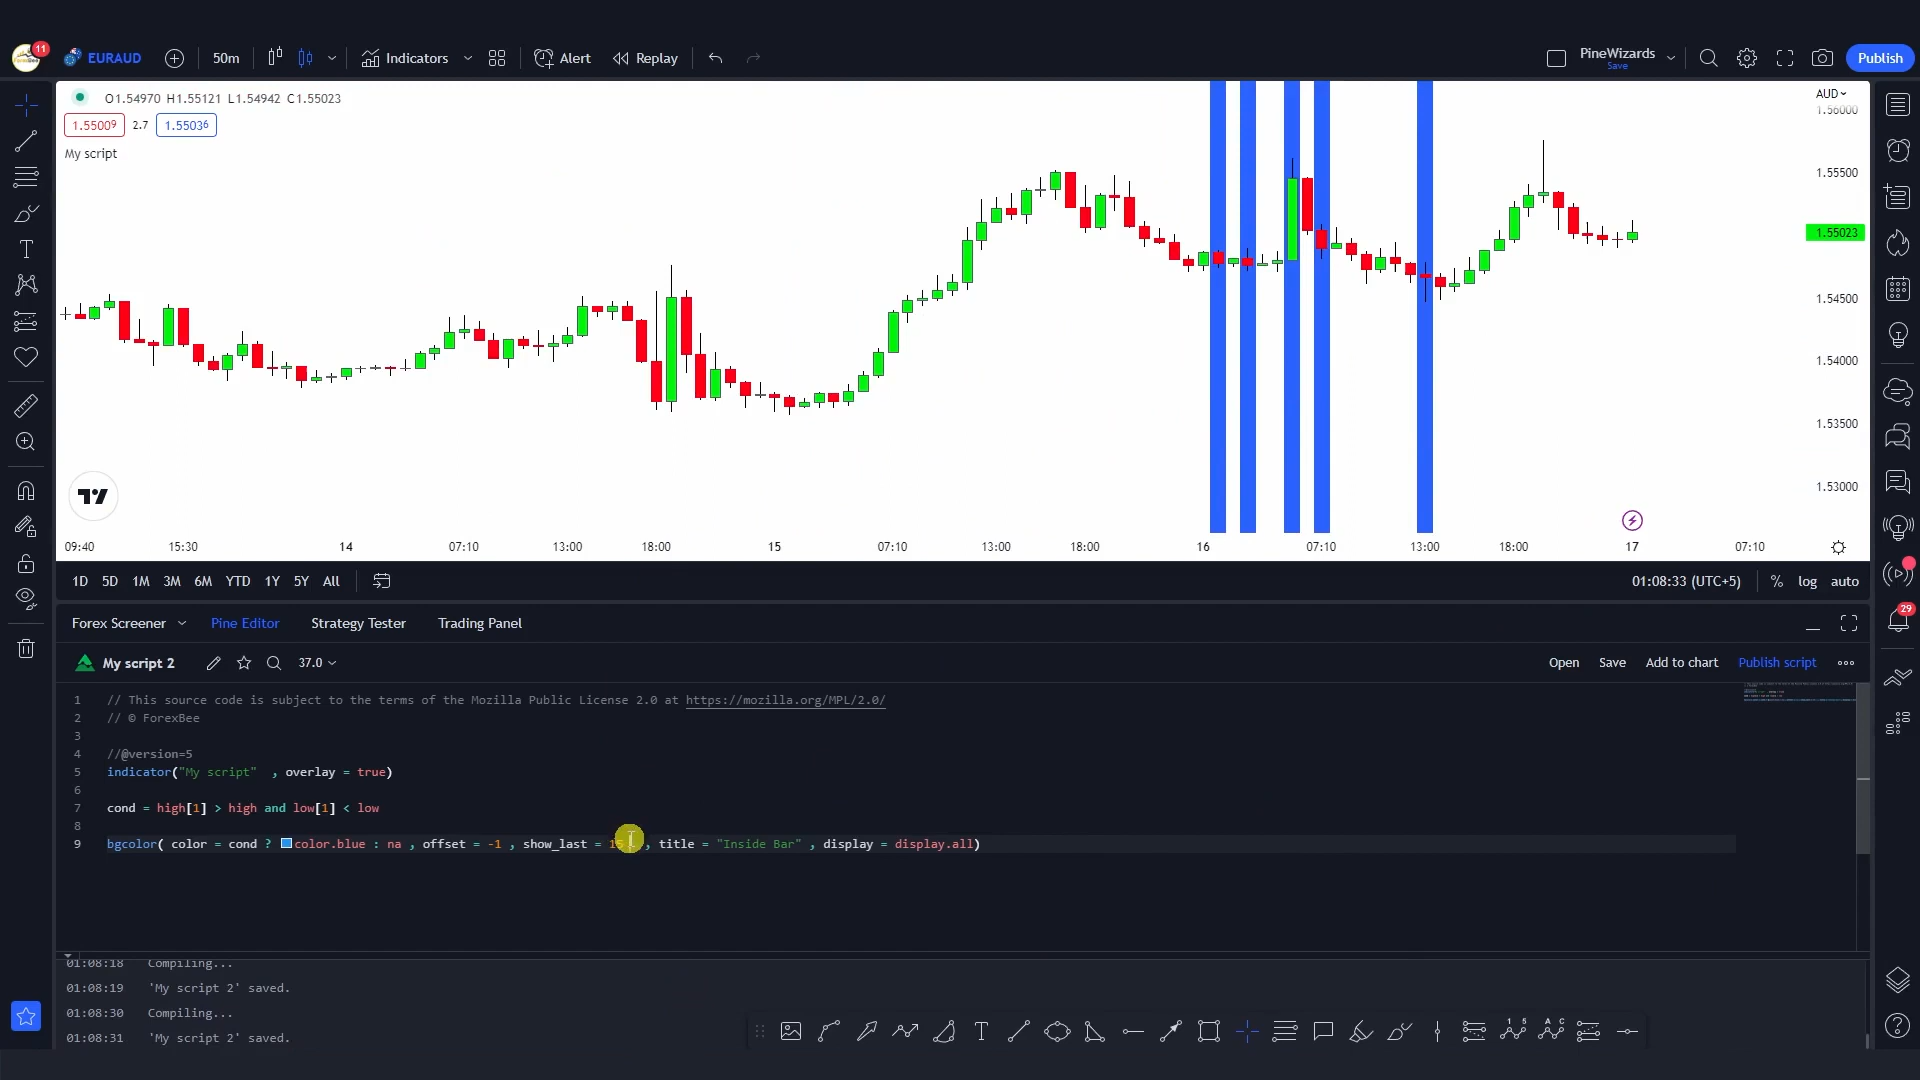 11 EURAUD 50m Indicators Alert Replay PineWizards Save Publish
O1.54970 H1.55121 L1.54942 C1.55023
AUD
1.56000
1.55009 2.7 1.55036
My script
1.55500
1.55023
1.54500
1.54000
1.53500
1.53000
09:40 15:30 14 07:10 13:00 18:00 15 07:10 13:00 18:00 16 07:10 13:00 18:00 17 07:10
1D 5D 1M 3M 6M YTD 1Y 5Y All 01:08:33 (UTC+5) % log auto
29
Forex Screener Pine Editor Strategy Tester Trading Panel
My script 2 37.0 Open Save Add to chart Publish script
1 // This source code is subject to the terms of the Mozilla Public License 2.0 at https://mozilla.org/MPL/2.0/
2 // © ForexBee
3
4 //@version=5
5 indicator("My script" , overlay = true)
6
7 cond = high[1] > high and low[1] < low
8
9 bgcolor( color = cond ? color.blue : na , offset = -1 , show_last = , title = "Inside Bar" , display = display.all)
01:08:18 Compiling...
01:08:19 'My script 2' saved.
01:08:30 Compiling...
01:08:31 'My script 2' saved.